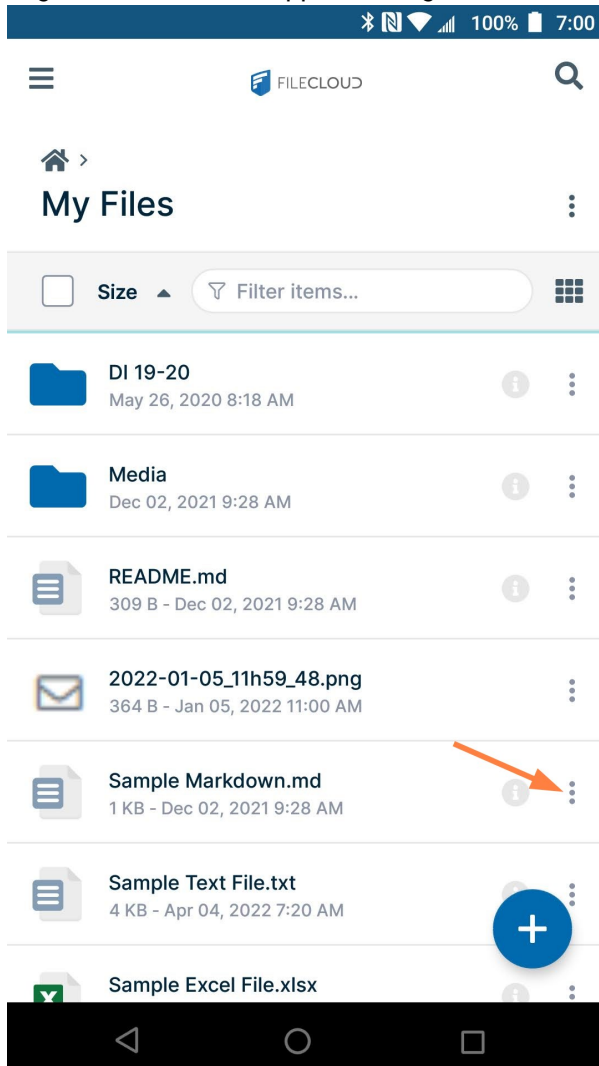 100% 7:00
FILECLOUD
My Files
Size Filter items...
DI 19-20
May 26, 2020 8:18 AM
Media
Dec 02, 2021 9:28 AM
README.md
309 B - Dec 02, 2021 9:28 AM
2022-01-05_11h59_48.png
364 B - Jan 05, 2022 11:00 AM
Sample Markdown.md
1 KB - Dec 02, 2021 9:28 AM
Sample Text File.txt
4 KB - Apr 04, 2022 7:20 AM
Sample Excel File.xlsx